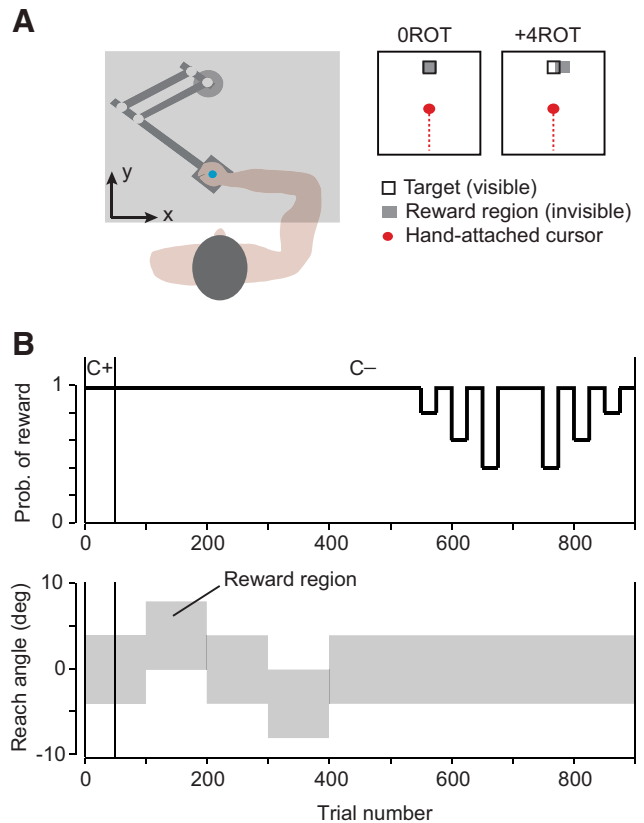 A
0ROT
+4ROT
y
x
Target (visible)
Reward region (invisible)
Hand-attached cursor
B
C+
C–
1
0
Prob. of reward
0
200
400
600
800
10
0
-10
Reach angle (deg)
Reward region
0
200
400
600
800
Trial number